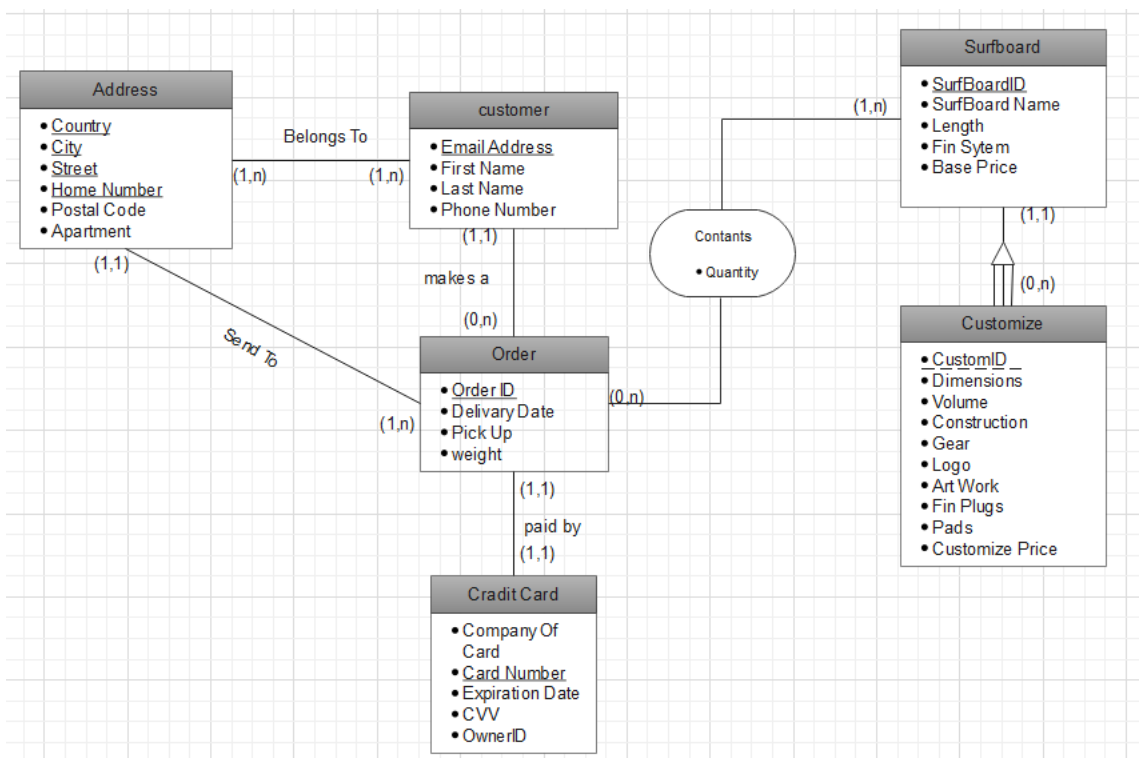 Address
• Country
• City
• Street
• Home Number
• Postal Code
• Apartment
(1,1)
Belongs To
(1,n)
(1,n)
customer
• Email Address
• First Name
• Last Name
• Phone Number
(1,1)
makes a
(0,n)
Send To
(1,n)
Order
• Order ID
• Delivary Date
• Pick Up
• weight
(0,n)
(1,1)
paid by
(1,1)
Cradit Card
• Company Of
Card
• Card Number
• Expiration Date
• CVV
• OwnerID
Contants
• Quantity
(1,n)
Surfboard
• SurfBoardID
• SurfBoard Name
• Length
• Fin Sytem
• Base Price
(1,1)
(0,n)
Customize
• CustomID
• Dimensions
• Volume
• Construction
• Gear
• Logo
• Art Work
• Fin Plugs
• Pads
• Customize Price